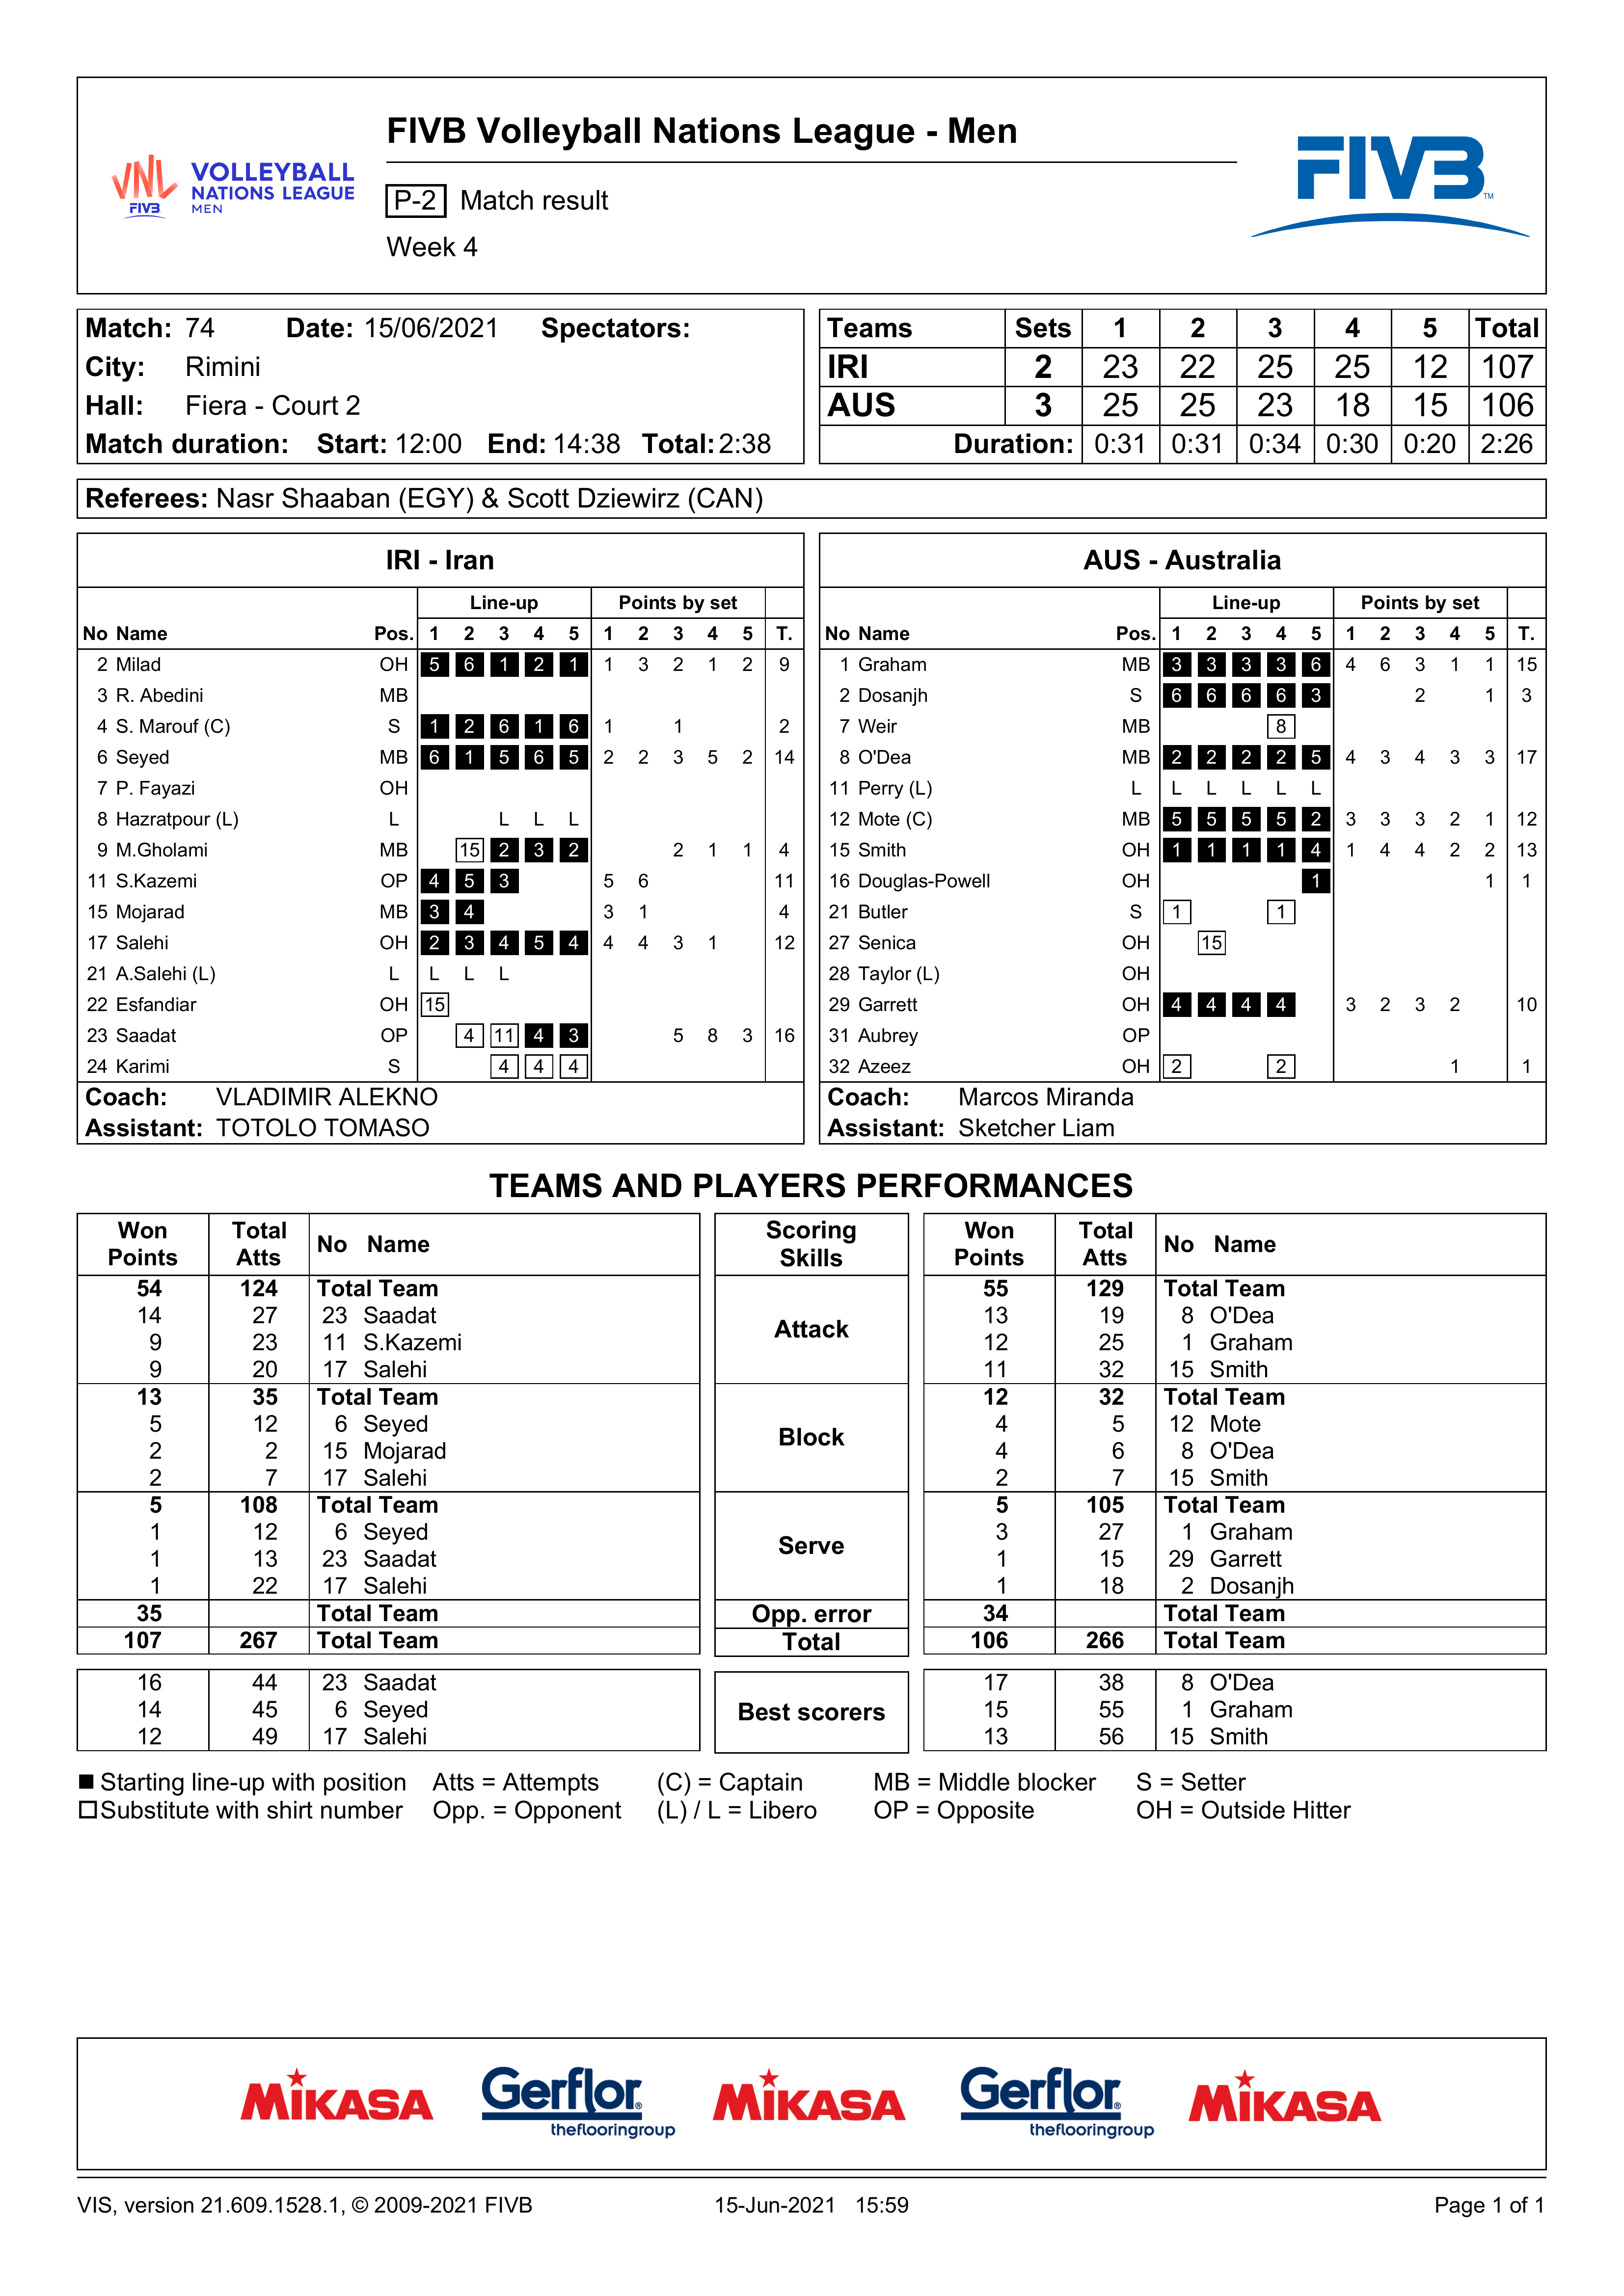 FIVB Volleyball Nations League - Men
VNL FIVB
VOLLEYBALL
NATIONS LEAGUE
MEN
P-2 Match result
Week 4
FIVB TM
Match: 74 Date: 15/06/2021 Spectators:
City: Rimini
Hall: Fiera - Court 2
Match duration: Start: 12:00 End: 14:38 Total: 2:38
Teams Sets 1 2 3 4 5 Total
IRI 2 23 22 25 25 12 107
AUS 3 25 25 23 18 15 106
Duration: 0:31 0:31 0:34 0:30 0:20 2:26
Referees: Nasr Shaaban (EGY) & Scott Dziewirz (CAN)
IRI - Iran
Line-up Points by set
No Name Pos. 1 2 3 4 5 1 2 3 4 5 T.
2 Milad OH 5 6 1 2 1 1 3 2 1 2 9
3 R. Abedini MB
4 S. Marouf (C) S 1 2 6 1 6 1 1 2
6 Seyed MB 6 1 5 6 5 2 2 3 5 2 14
7 P. Fayazi OH
8 Hazratpour (L) L L L L
9 M.Gholami MB 15 2 3 2 2 1 1 4
11 S.Kazemi OP 4 5 3 5 6 11
15 Mojarad MB 3 4 3 1 4
17 Salehi OH 2 3 4 5 4 4 4 3 1 12
21 A.Salehi (L) L L L L
22 Esfandiar OH 15
23 Saadat OP 4 11 4 3 5 8 3 16
24 Karimi S 4 4 4
Coach: VLADIMIR ALEKNO
Assistant: TOTOLO TOMASO
AUS - Australia
Line-up Points by set
No Name Pos. 1 2 3 4 5 1 2 3 4 5 T.
1 Graham MB 3 3 3 3 6 4 6 3 1 1 15
2 Dosanjh S 6 6 6 6 3 2 1 3
7 Weir MB 8
8 O'Dea MB 2 2 2 2 5 4 3 4 3 3 17
11 Perry (L) L L L L L L
12 Mote (C) MB 5 5 5 5 2 3 3 3 2 1 12
15 Smith OH 1 1 1 1 4 1 4 4 2 2 13
16 Douglas-Powell OH 1 1 1
21 Butler S 1 1
27 Senica OH 15
28 Taylor (L) OH
29 Garrett OH 4 4 4 4 3 2 3 2 10
31 Aubrey OP
32 Azeez OH 2 2 1 1
Coach: Marcos Miranda
Assistant: Sketcher Liam
TEAMS AND PLAYERS PERFORMANCES
Won Points Total Atts No Name Scoring Skills Won Points Total Atts No Name
54 124 Total Team Attack 55 129 Total Team
14 27 23 Saadat 13 19 8 O'Dea
9 23 11 S.Kazemi 12 25 1 Graham
9 20 17 Salehi 11 32 15 Smith
13 35 Total Team Block 12 32 Total Team
5 12 6 Seyed 4 5 12 Mote
2 2 15 Mojarad 4 6 8 O'Dea
2 7 17 Salehi 2 7 15 Smith
5 108 Total Team Serve 5 105 Total Team
1 12 6 Seyed 3 27 1 Graham
1 13 23 Saadat 1 15 29 Garrett
1 22 17 Salehi 1 18 2 Dosanjh
35 Total Team Opp. error 34 Total Team
107 267 Total Team Total 106 266 Total Team
16 44 23 Saadat Best scorers 17 38 8 O'Dea
14 45 6 Seyed 15 55 1 Graham
12 49 17 Salehi 13 56 15 Smith
■ Starting line-up with position Atts = Attempts (C) = Captain MB = Middle blocker S = Setter
□ Substitute with shirt number Opp. = Opponent (L) / L = Libero OP = Opposite OH = Outside Hitter
MIKASA Gerflor® theflooringgroup MIKASA Gerflor® theflooringgroup MIKASA
VIS, version 21.609.1528.1, © 2009-2021 FIVB 15-Jun-2021 15:59 Page 1 of 1